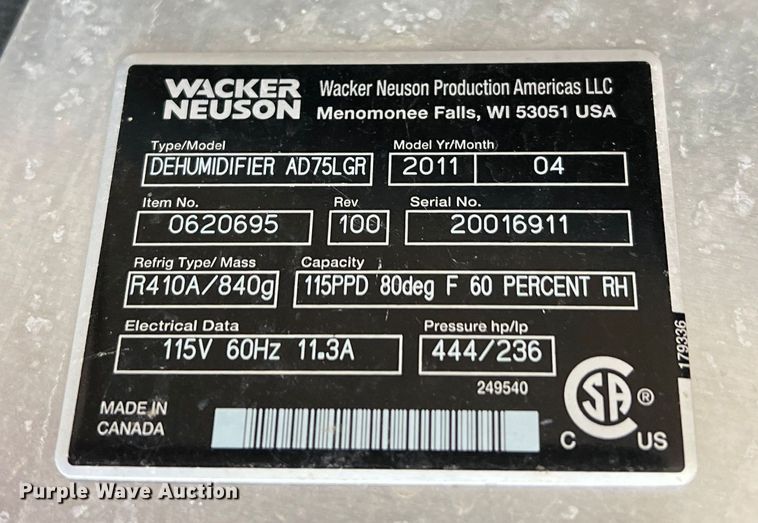 WACKER
NEUSON
Wacker Neuson Production Americas LLC
Menomonee Falls, WI 53051 USA
Type/Model
Model Yr/Month
DEHUMIDIFIER AD75LGR
2011 04
Item No.
Rev
Serial No.
0620695
100
20016911
Refrig Type/ Mass
Capacity
R410A/840g
115PPD 80deg F 60 PERCENT RH
Electrical Data
Pressure hp/lp
115V 60Hz 11.3A
444/236
179336
249540
MADE IN
CANADA
CSA ®
C US
Purple Wave Auction